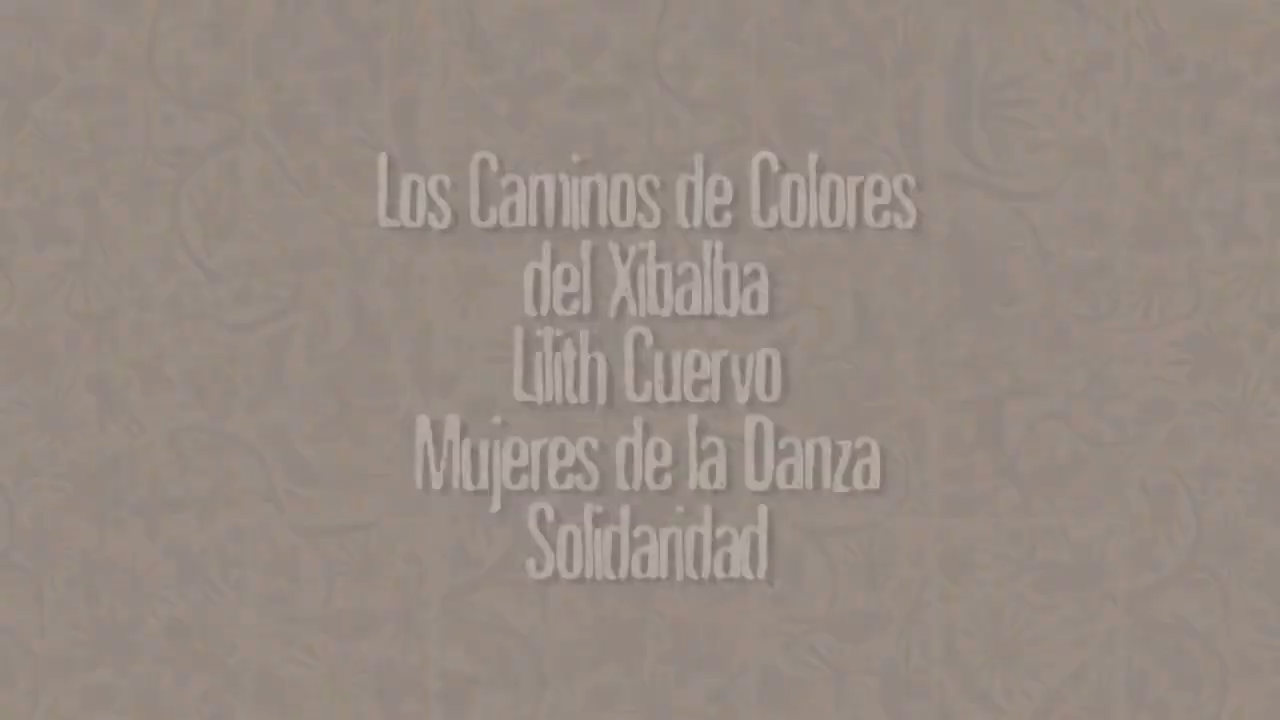 Los Caminos de Colores
del Xibalba
Lilith Cuervo
Mujeres de la Danza
Solidaridad